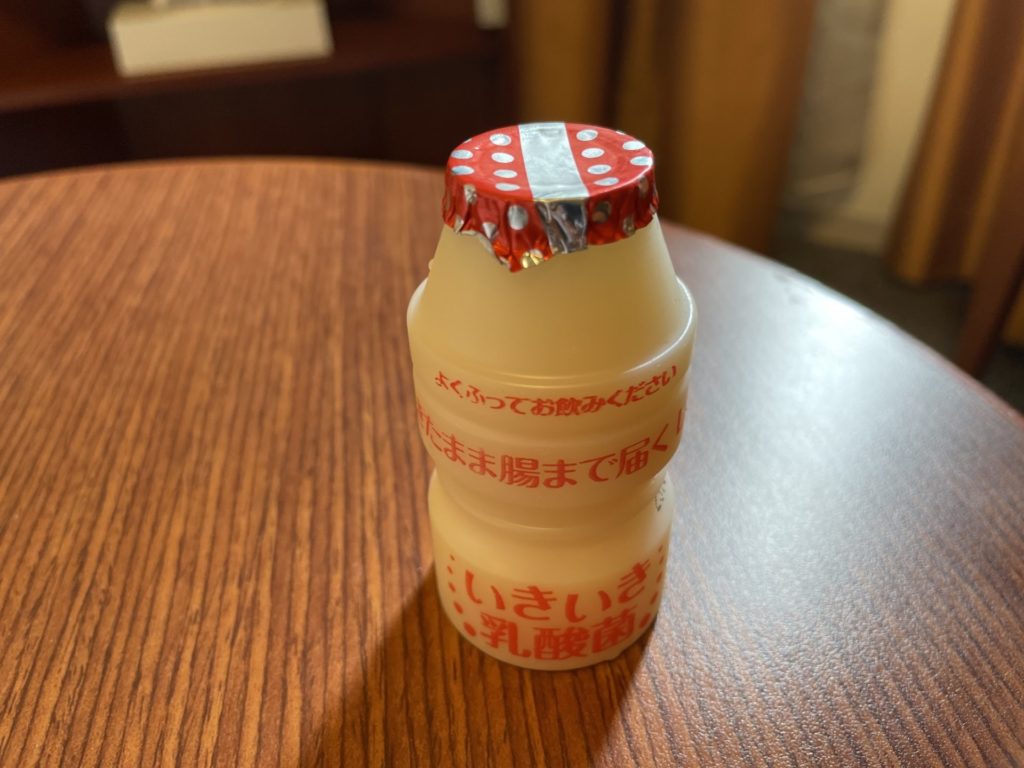 よくふってお飲みください
きたまま腸まで届く
いきいき
乳酸菌